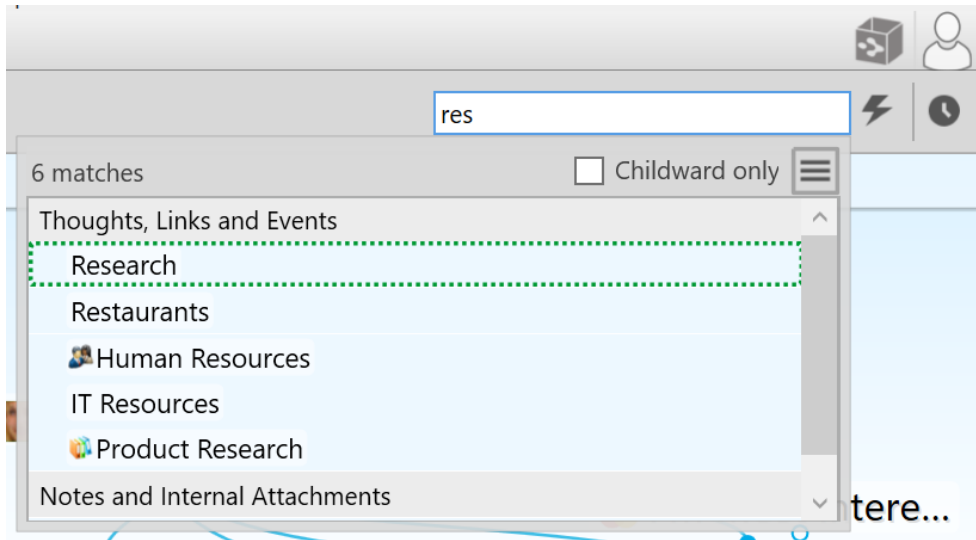 res
6 matches
Childward only
Thoughts, Links and Events
Research
Restaurants
Human Resources
IT Resources
Product Research
Notes and Internal Attachments
ntere...